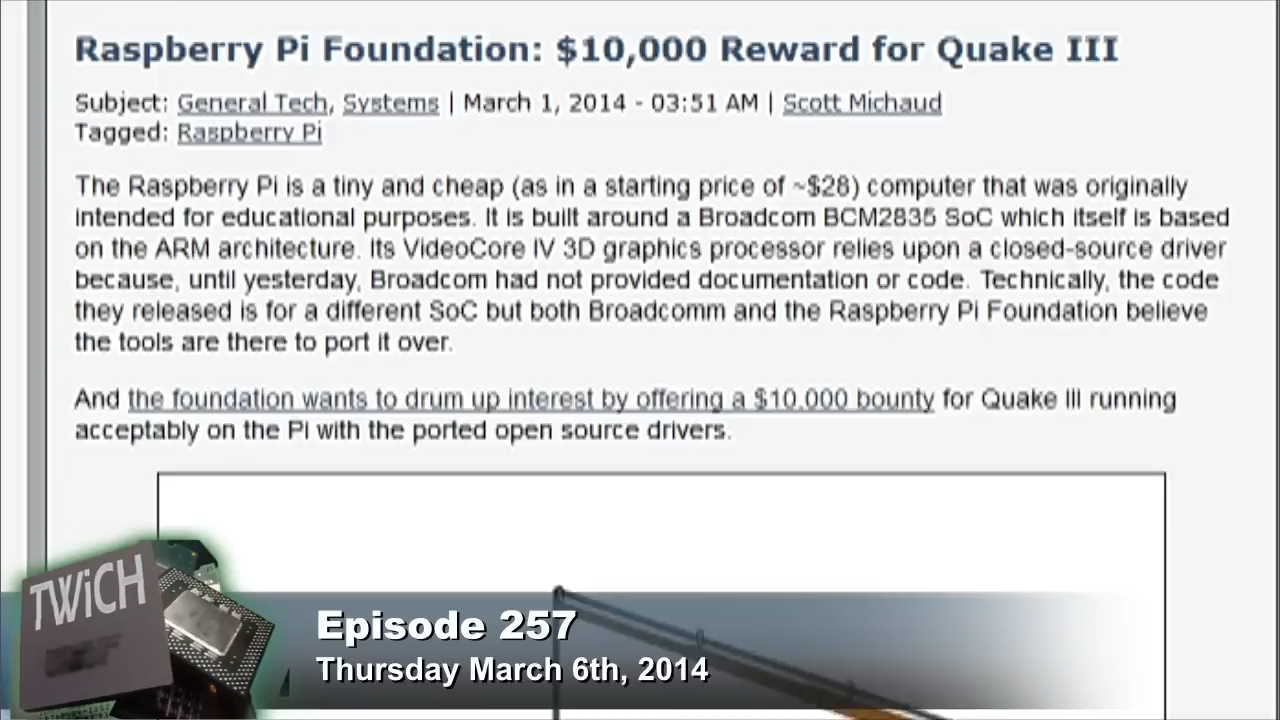 Raspberry Pi Foundation: $10,000 Reward for Quake III
Subject: General Tech, Systems | March 1, 2014 - 03:51 AM | Scott Michaud
Tagged: Raspberry Pi
The Raspberry Pi is a tiny and cheap (as in a starting price of ~$28) computer that was originally
intended for educational purposes. It is built around a Broadcom BCM2835 SoC which itself is based
on the ARM architecture. Its VideoCore IV 3D graphics processor relies upon a closed-source driver
because, until yesterday, Broadcom had not provided documentation or code. Technically, the code
they released is for a different SoC but both Broadcomm and the Raspberry Pi Foundation believe
the tools are there to port it over.
And the foundation wants to drum up interest by offering a $10,000 bounty for Quake III running
acceptably on the Pi with the ported open source drivers.
TWiCH
Episode 257
Thursday March 6th, 2014